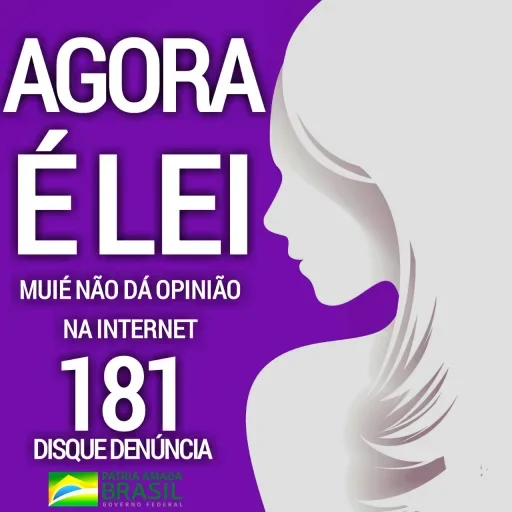 AGORA
É LEI
MUIÉ NÃO DÁ OPINIÃO
NA INTERNET
181
DISQUE DENÚNCIA
PÁTRIA AMADA
BRASIL
GOVERNO FEDERAL